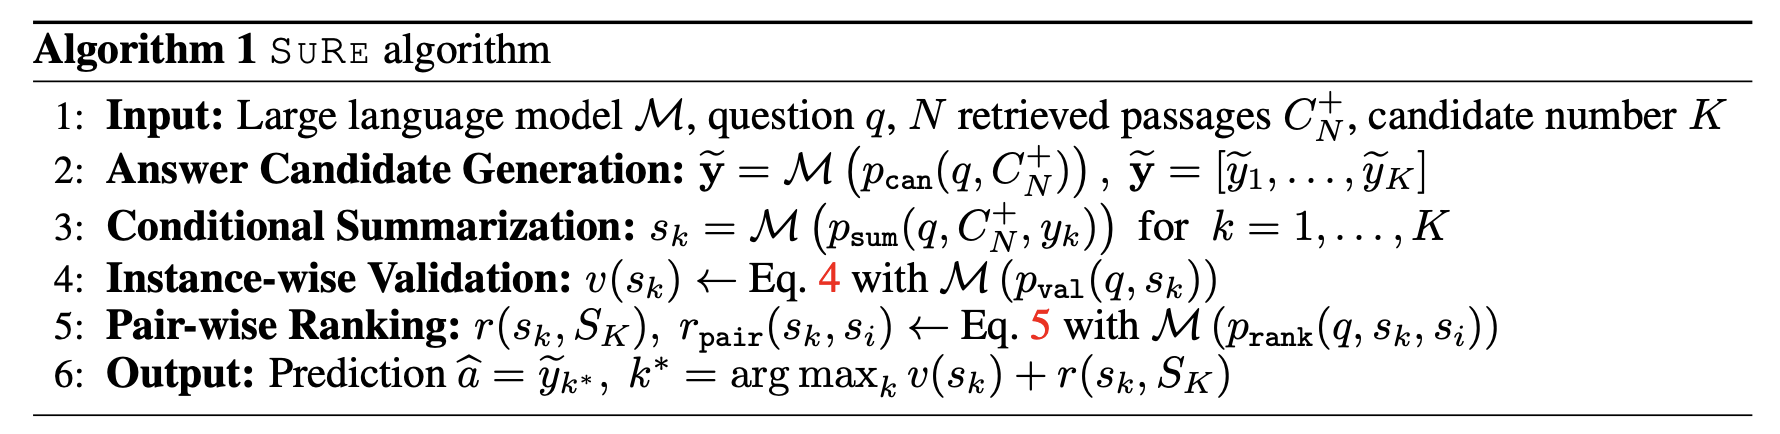 Algorithm 1 SURE algorithm
1: Input: Large language model $\mathcal{M}$, question $q$, $N$ retrieved passages $C_N^+$, candidate number $K$
2: Answer Candidate Generation: $\widetilde{\mathbf{y}} = \mathcal{M}\left(p_{\texttt{can}}(q, C_N^+)\right)$, $\widetilde{\mathbf{y}} = [\widetilde{y}_1, \ldots, \widetilde{y}_K]$
3: Conditional Summarization: $s_k = \mathcal{M}\left(p_{\texttt{sum}}(q, C_N^+, y_k)\right)$ for $k = 1, \ldots, K$
4: Instance-wise Validation: $v(s_k) \leftarrow$ Eq. 4 with $\mathcal{M}\left(p_{\texttt{val}}(q, s_k)\right)$
5: Pair-wise Ranking: $r(s_k, S_K), \; r_{\texttt{pair}}(s_k, s_i) \leftarrow$ Eq. 5 with $\mathcal{M}\left(p_{\texttt{rank}}(q, s_k, s_i)\right)$
6: Output: Prediction $\widehat{a} = \widetilde{y}_{k^*}, \; k^* = \arg\max_k v(s_k) + r(s_k, S_K)$